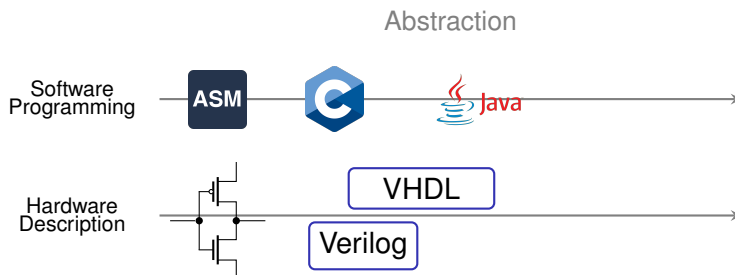 Abstraction
Software
Programming
ASM
C
Java
VHDL
Hardware
Description
Verilog